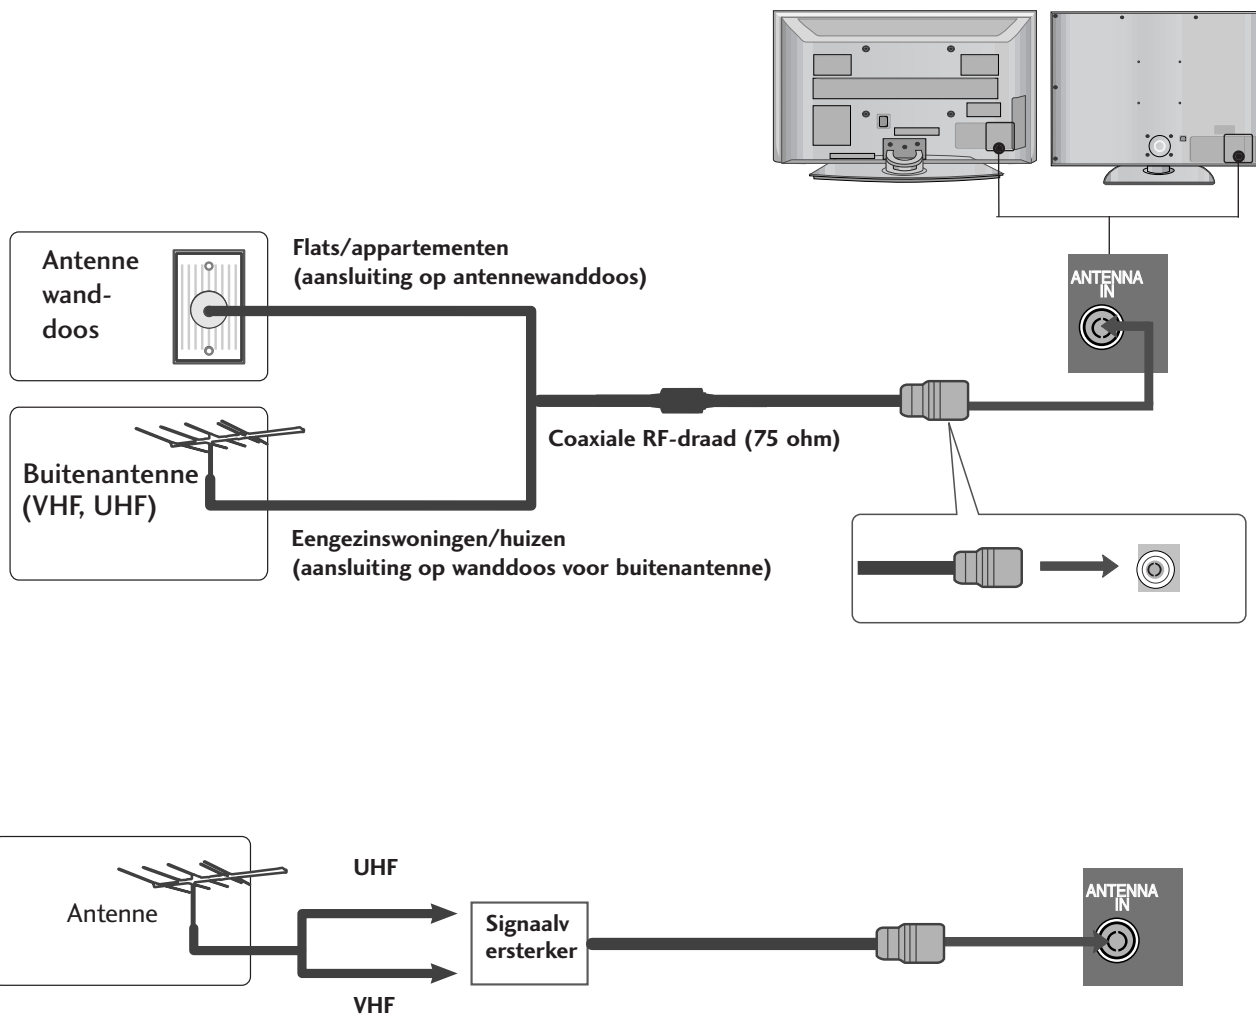 Antenne
wand-
doos
Flats/appartementen
(aansluiting op antennewanddoos)
ANTENNA
IN
Coaxiale RF-draad (75 ohm)
Buitenantenne
(VHF, UHF)
Eengezinswoningen/huizen
(aansluiting op wanddoos voor buitenantenne)
Antenne
UHF
VHF
Signaalv
ersterker
ANTENNA
IN